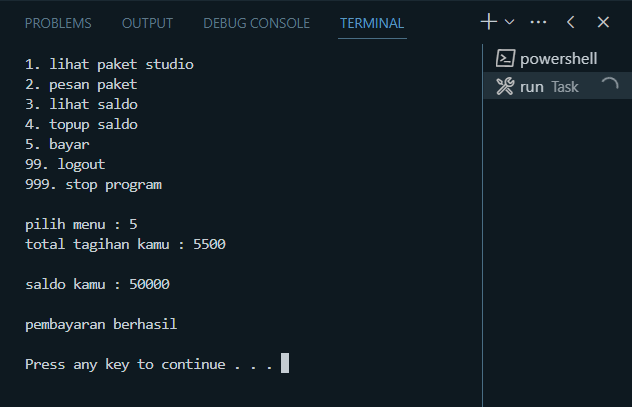 PROBLEMS OUTPUT DEBUG CONSOLE TERMINAL
1. lihat paket studio
2. pesan paket
3. lihat saldo
4. topup saldo
5. bayar
99. logout
999. stop program
pilih menu : 5
total tagihan kamu : 5500
saldo kamu : 50000
pembayaran berhasil
Press any key to continue . . .
powershell
run Task